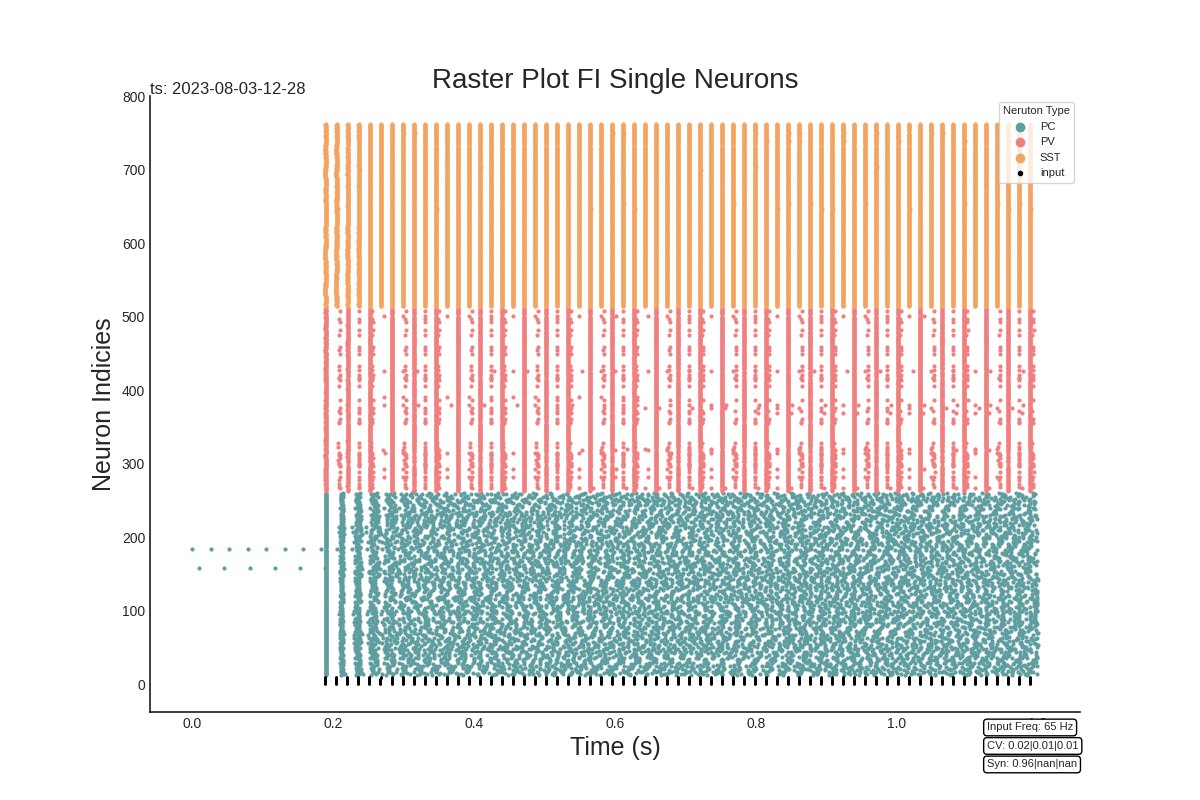 Raster Plot FI Single Neurons
ts: 2023-08-03-12-28
Neruton Type
PC
PV
SST
input
800
700
600
500
400
300
200
100
0
Neuron Indicies
0.0 0.2 0.4 0.6 0.8 1.0
Time (s)
Input Freq: 65 Hz
CV: 0.02|0.01|0.01
Syn: 0.96|nan|nan